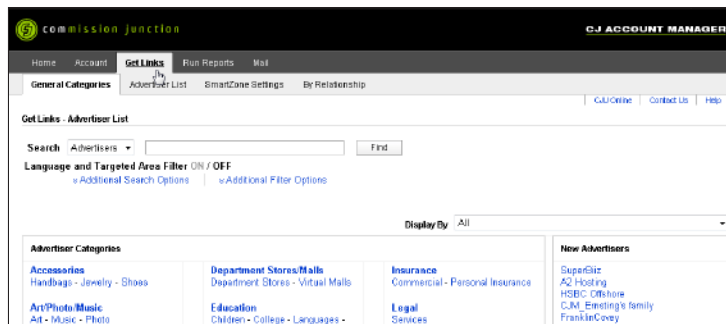 commission junction
CJ ACCOUNT MANAGER
Home Account Get Links Run Reports Mail
General Categories Advertiser List SmartZone Settings By Relationship
CJU Online | Contact Us | Help
Get Links - Advertiser List
Search Advertisers Find
Language and Targeted Area Filter ON / OFF
Additional Search Options | Additional Filter Options
Display By All
Advertiser Categories
New Advertisers
Accessories
Handbags - Jewelry - Shoes
Department Stores/Malls
Department Stores - Virtual Malls
Insurance
Commercial - Personal Insurance
SuperBiiz
A2 Hosting
HSBC Offshore
CJM_Ernsting's family
FranklinCovey
Art/Photo/Music
Art - Music - Photo
Education
Children - College - Languages -
Legal
Services